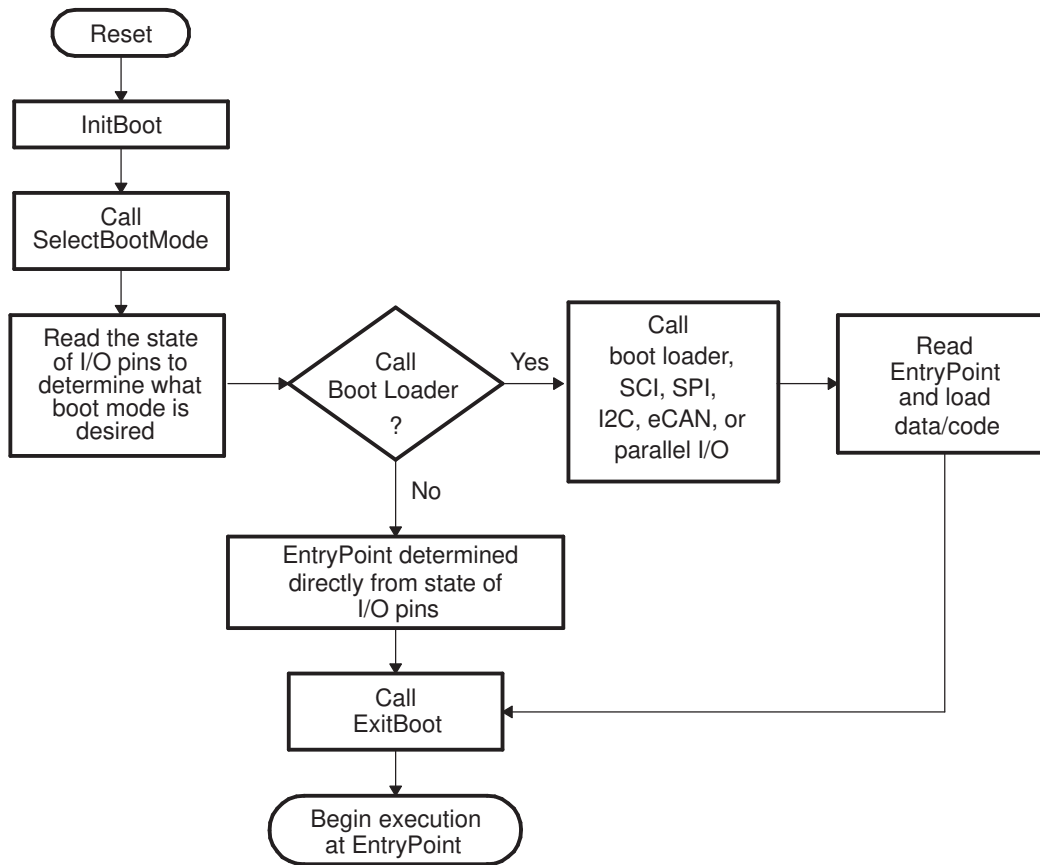 Reset
InitBoot
Call
SelectBootMode
Read the state
of I/O pins to
determine what
boot mode is
desired
Call
Boot Loader
?
Yes
Call
boot loader,
SCI, SPI,
I2C, eCAN, or
parallel I/O
Read
EntryPoint
and load
data/code
No
EntryPoint determined
directly from state of
I/O pins
Call
ExitBoot
Begin execution
at EntryPoint